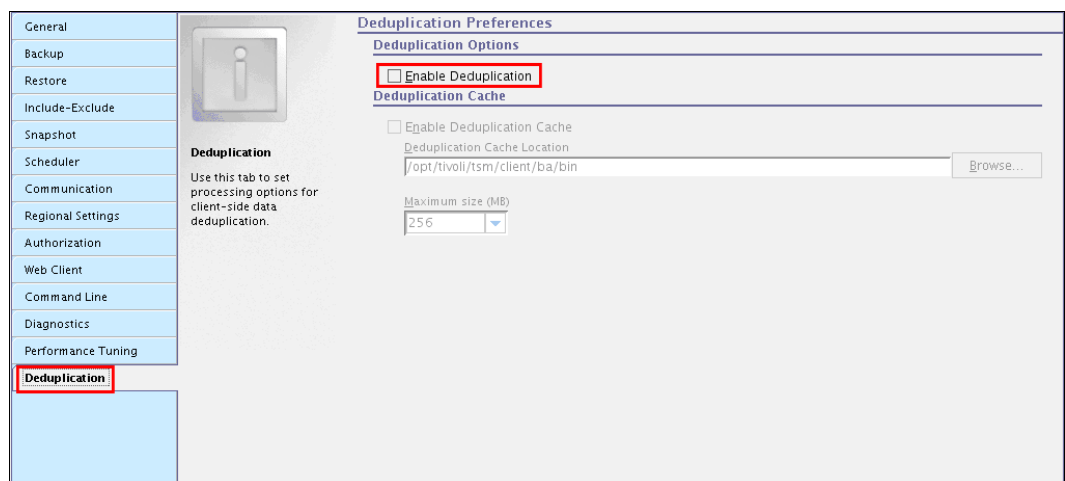 General
Backup
Restore
Include-Exclude
Snapshot
Scheduler
Communication
Regional Settings
Authorization
Web Client
Command Line
Diagnostics
Performance Tuning
Deduplication
Deduplication
Use this tab to set
processing options for
client-side data
deduplication.
Deduplication Preferences
Deduplication Options
Enable Deduplication
Deduplication Cache
Enable Deduplication Cache
Deduplication Cache Location
/opt/tivoli/tsm/client/ba/bin
Browse...
Maximum size (MB)
256